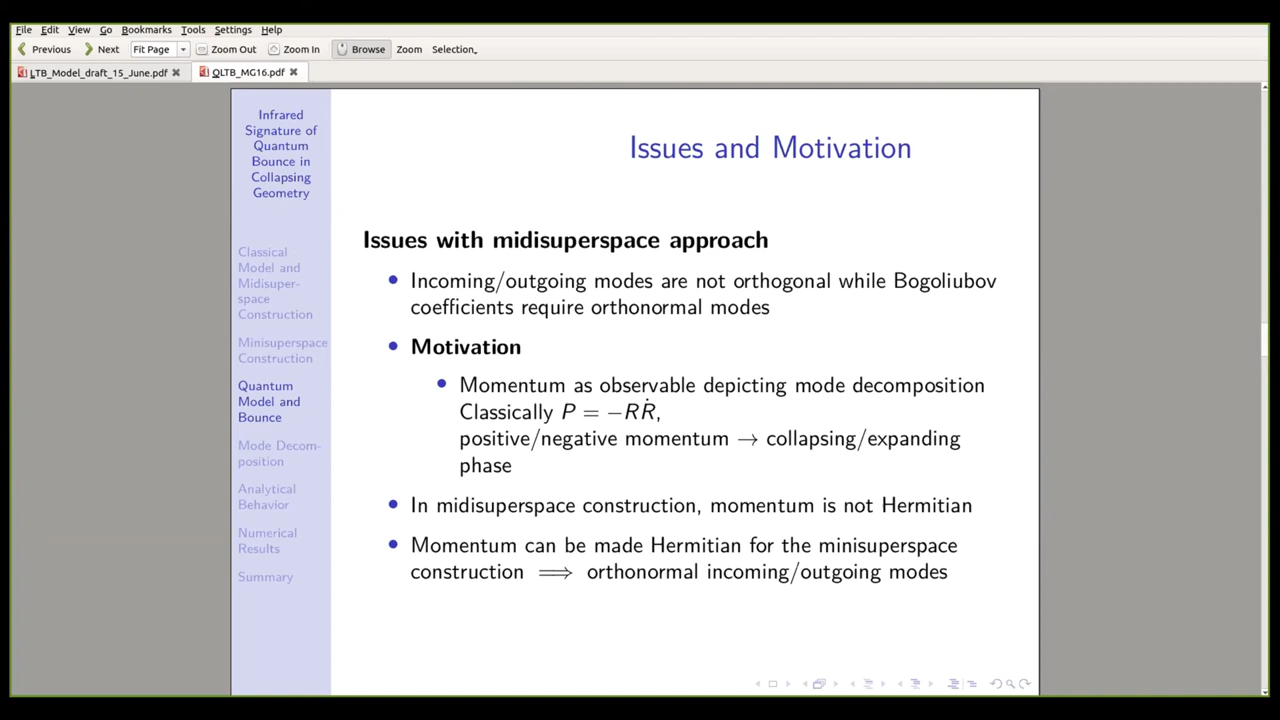 File Edit View Go Bookmarks Tools Settings Help
Previous Next Fit Page Zoom Out Zoom In Browse Zoom Selection
LTB_Model_draft_15_June.pdf QLTB_MG16.pdf
Infrared
Signature of
Quantum
Bounce in
Collapsing
Geometry
Classical
Model and
Midisuper-
space
Construction
Minisuperspace
Construction
Quantum
Model and
Bounce
Mode Decom-
position
Analytical
Behavior
Numerical
Results
Summary
Issues and Motivation
Issues with midisuperspace approach
• Incoming/outgoing modes are not orthogonal while Bogoliubov
coefficients require orthonormal modes
• Motivation
• Momentum as observable depicting mode decomposition
Classically P = −RṘ,
positive/negative momentum → collapsing/expanding
phase
• In midisuperspace construction, momentum is not Hermitian
• Momentum can be made Hermitian for the minisuperspace
construction ⟹ orthonormal incoming/outgoing modes